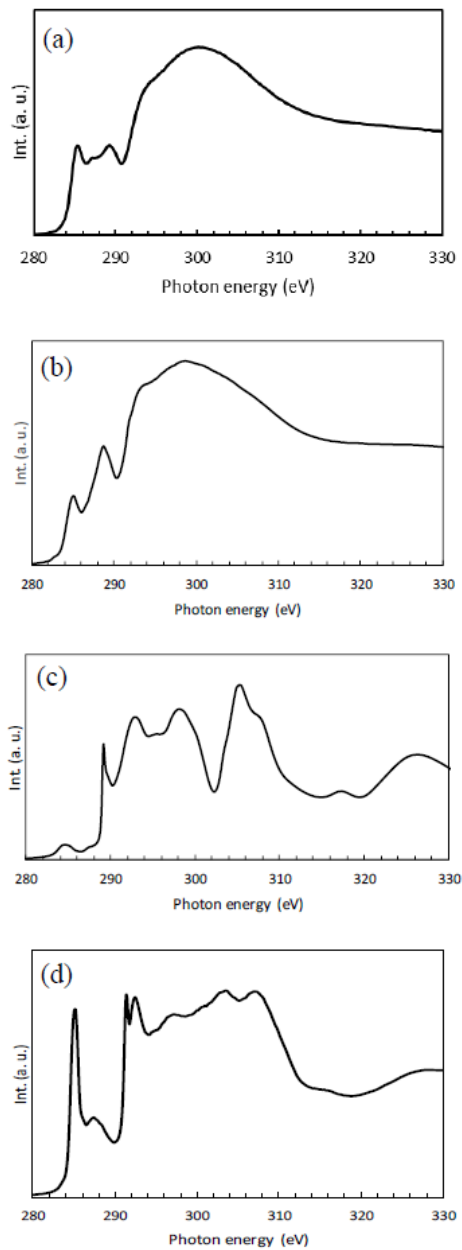 (a)
Int. (a. u.)
280 290 300 310 320 330
Photon energy (eV)
(b)
Int. (a. u.)
280 290 300 310 320 330
Photon energy (eV)
(c)
Int. (a. u.)
280 290 300 310 320 330
Photon energy (eV)
(d)
Int. (a. u.)
280 290 300 310 320 330
Photon energy (eV)